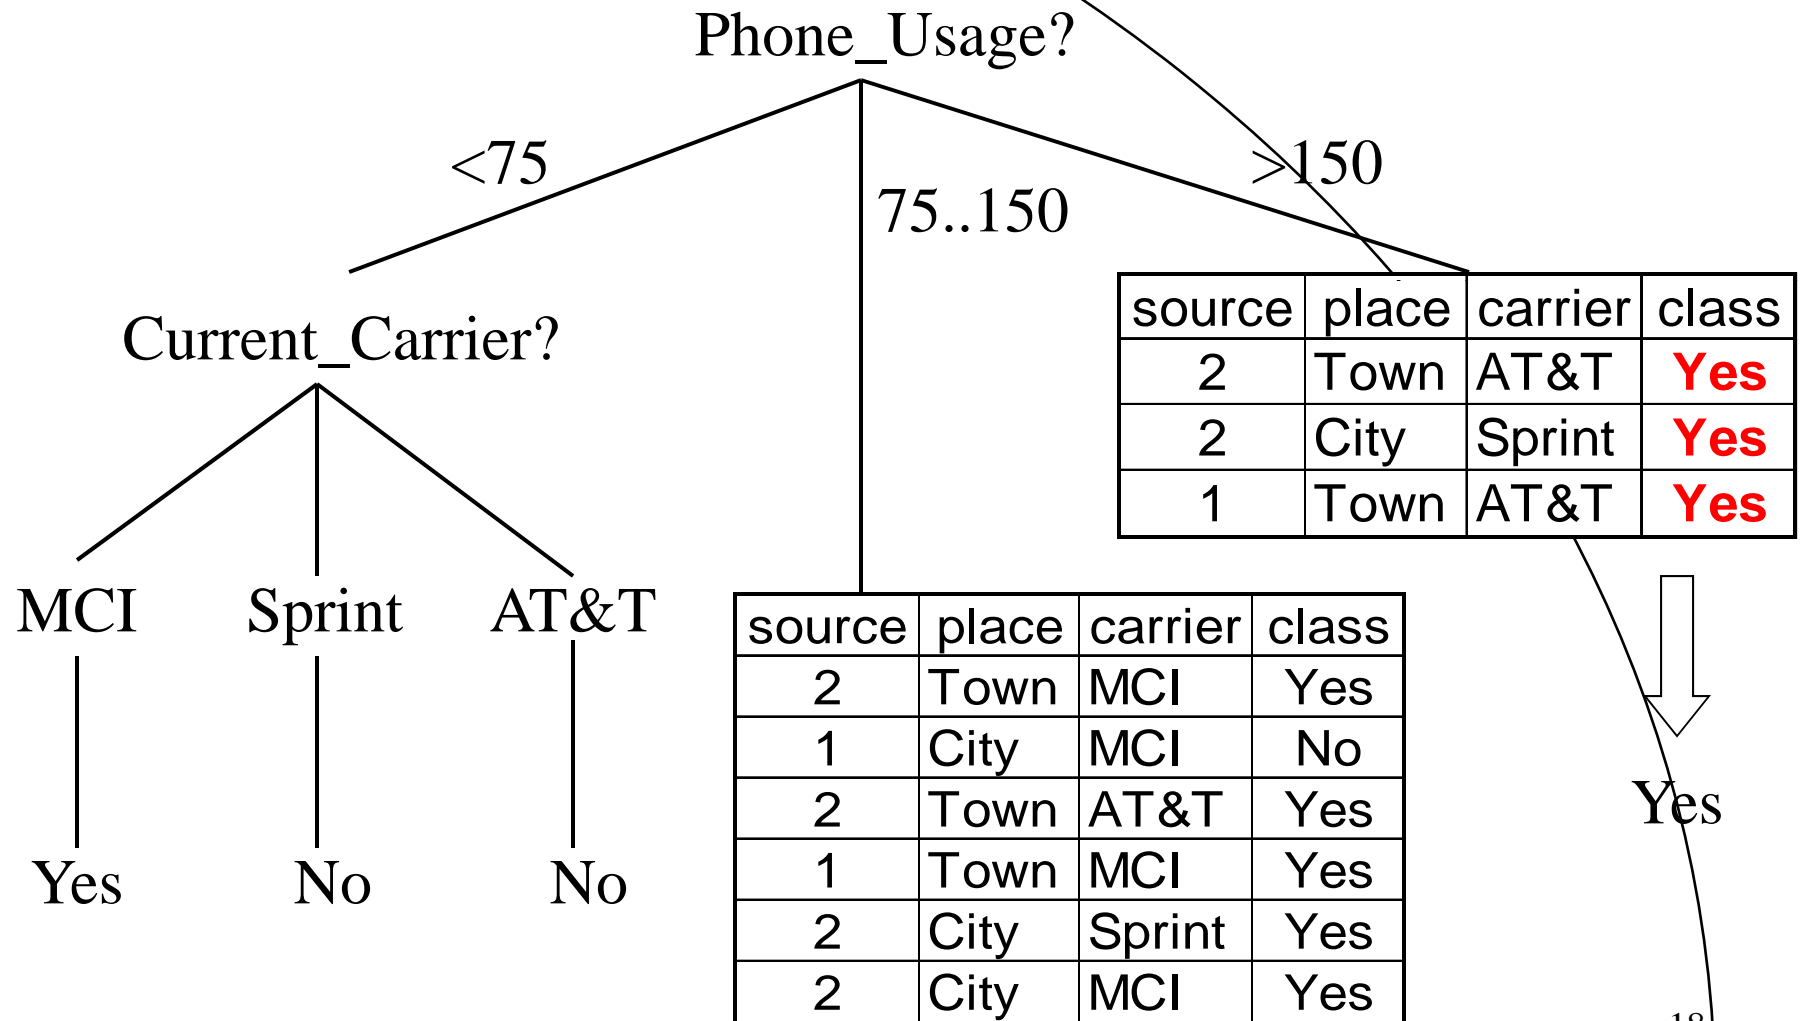 Phone_Usage?
<75
75..150
>150
Current_Carrier?
MCI Sprint AT&T
Yes No No
source place carrier class
2 Town AT&T Yes
2 City Sprint Yes
1 Town AT&T Yes
Yes
source place carrier class
2 Town MCI Yes
1 City MCI No
2 Town AT&T Yes
1 Town MCI Yes
2 City Sprint Yes
2 City MCI Yes
18